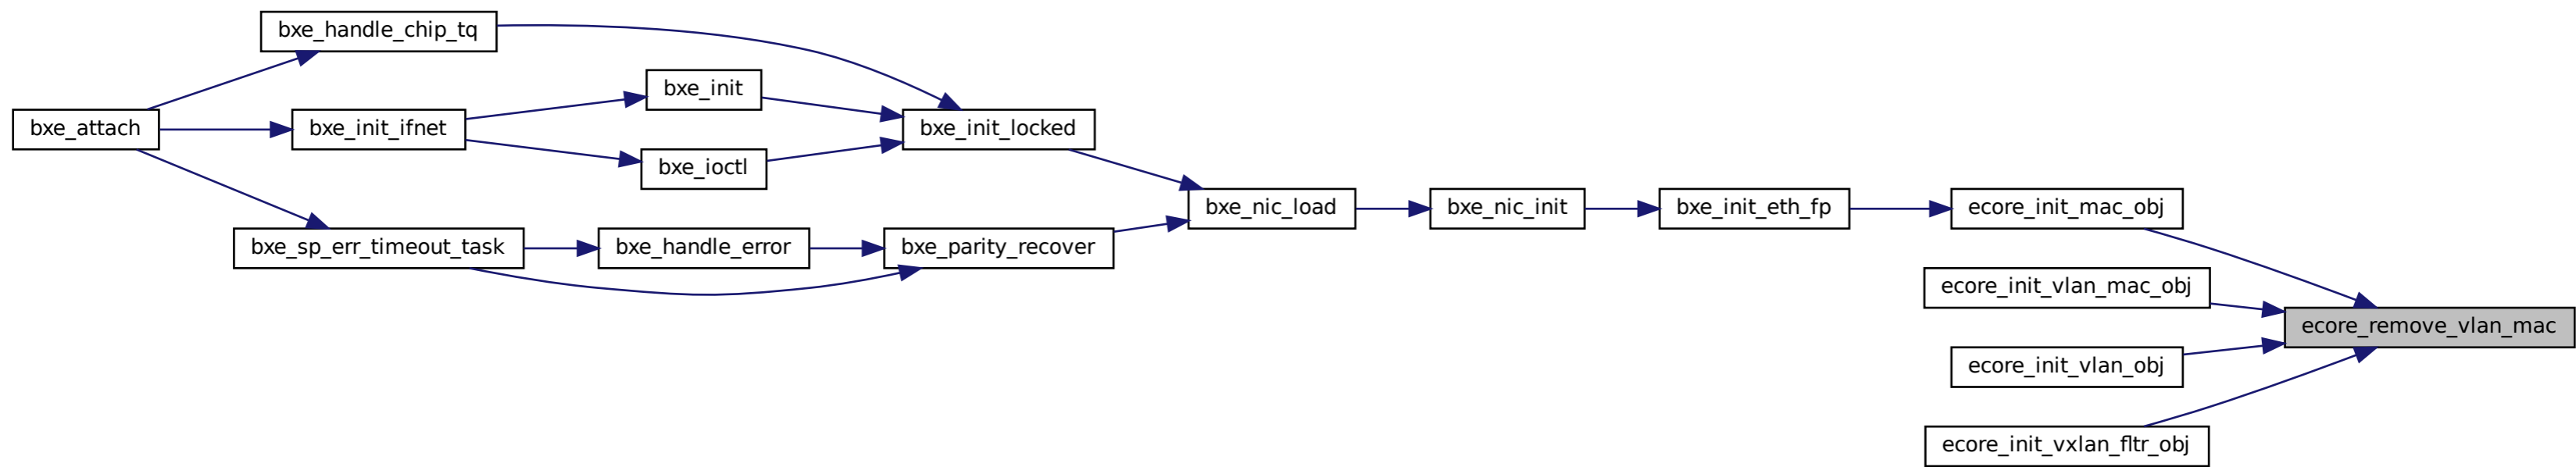 bxe_handle_chip_tq
bxe_init
bxe_attach
bxe_init_ifnet
bxe_init_locked
bxe_ioctl
bxe_nic_load
bxe_nic_init
bxe_init_eth_fp
ecore_init_mac_obj
bxe_sp_err_timeout_task
bxe_handle_error
bxe_parity_recover
ecore_init_vlan_mac_obj
ecore_remove_vlan_mac
ecore_init_vlan_obj
ecore_init_vxlan_fltr_obj